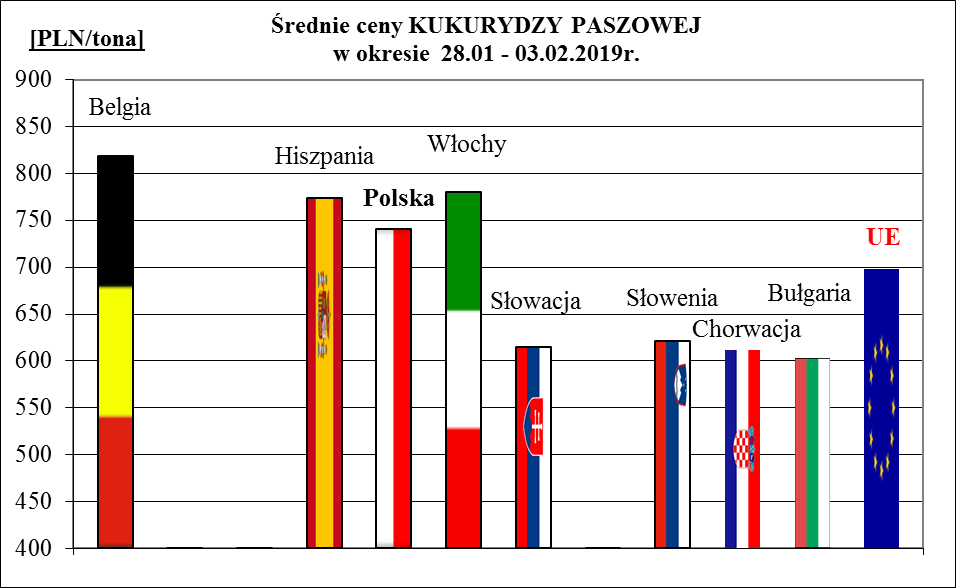 Średnie ceny KUKURYDZY PASZOWEJ
w okresie 28.01 - 03.02.2019r.
[PLN/tona]
900
850
800
750
700
650
600
550
500
450
400
Belgia
Hiszpania
Polska
Włochy
Słowacja
Słowenia
Chorwacja
Bułgaria
UE